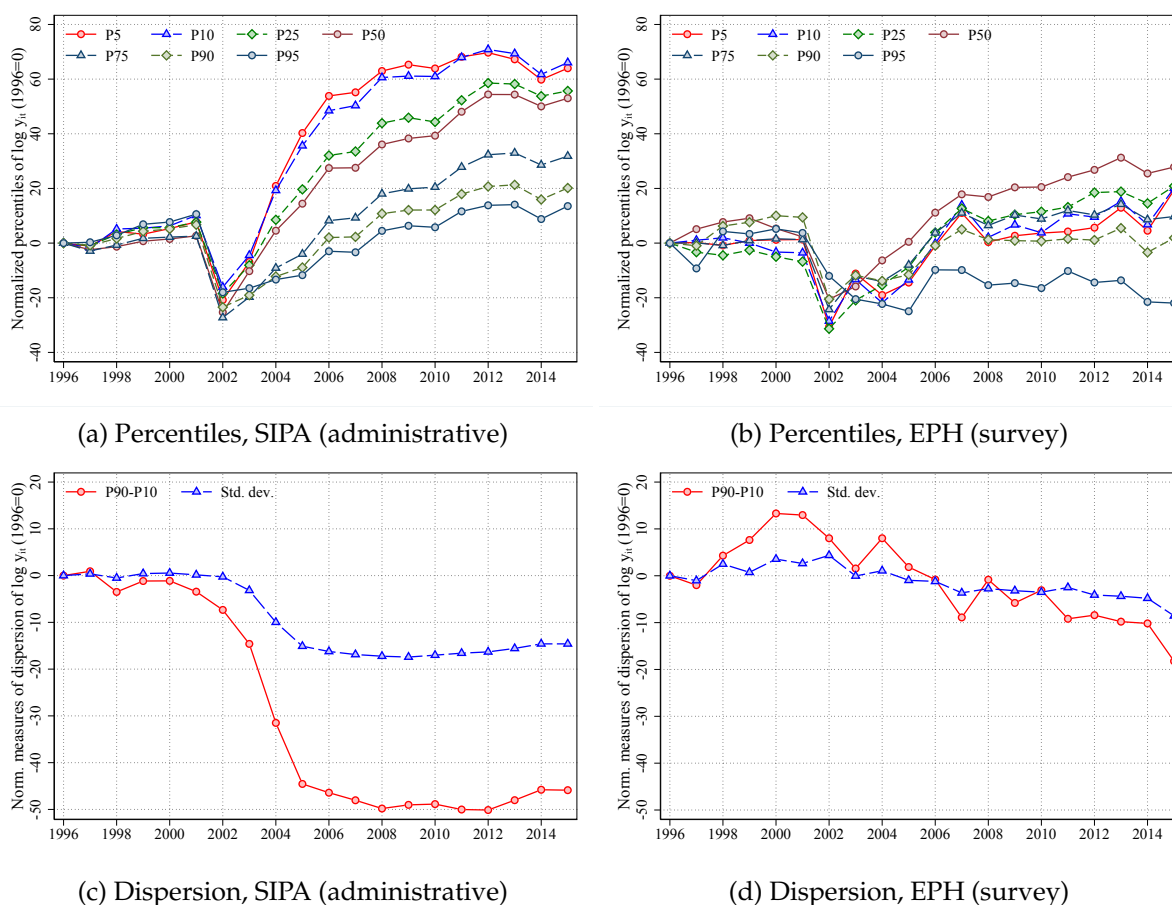 80
60
40
20
0
-20
-40
Normalized percentiles of log y_it (1996=0)
P5 P10 P25 P50
P75 P90 P95
1996 1998 2000 2002 2004 2006 2008 2010 2012 2014
(a) Percentiles, SIPA (administrative)
80
60
40
20
0
-20
-40
Normalized percentiles of log y_it (1996=0)
P5 P10 P25 P50
P75 P90 P95
1996 1998 2000 2002 2004 2006 2008 2010 2012 2014
(b) Percentiles, EPH (survey)
20
10
0
-10
-20
-30
-40
-50
Norm. measures of dispersion of log y_it (1996=0)
P90-P10 Std. dev.
1996 1998 2000 2002 2004 2006 2008 2010 2012 2014
(c) Dispersion, SIPA (administrative)
20
10
0
-10
-20
-30
-40
-50
Norm. measures of dispersion of log y_it (1996=0)
P90-P10 Std. dev.
1996 1998 2000 2002 2004 2006 2008 2010 2012 2014
(d) Dispersion, EPH (survey)